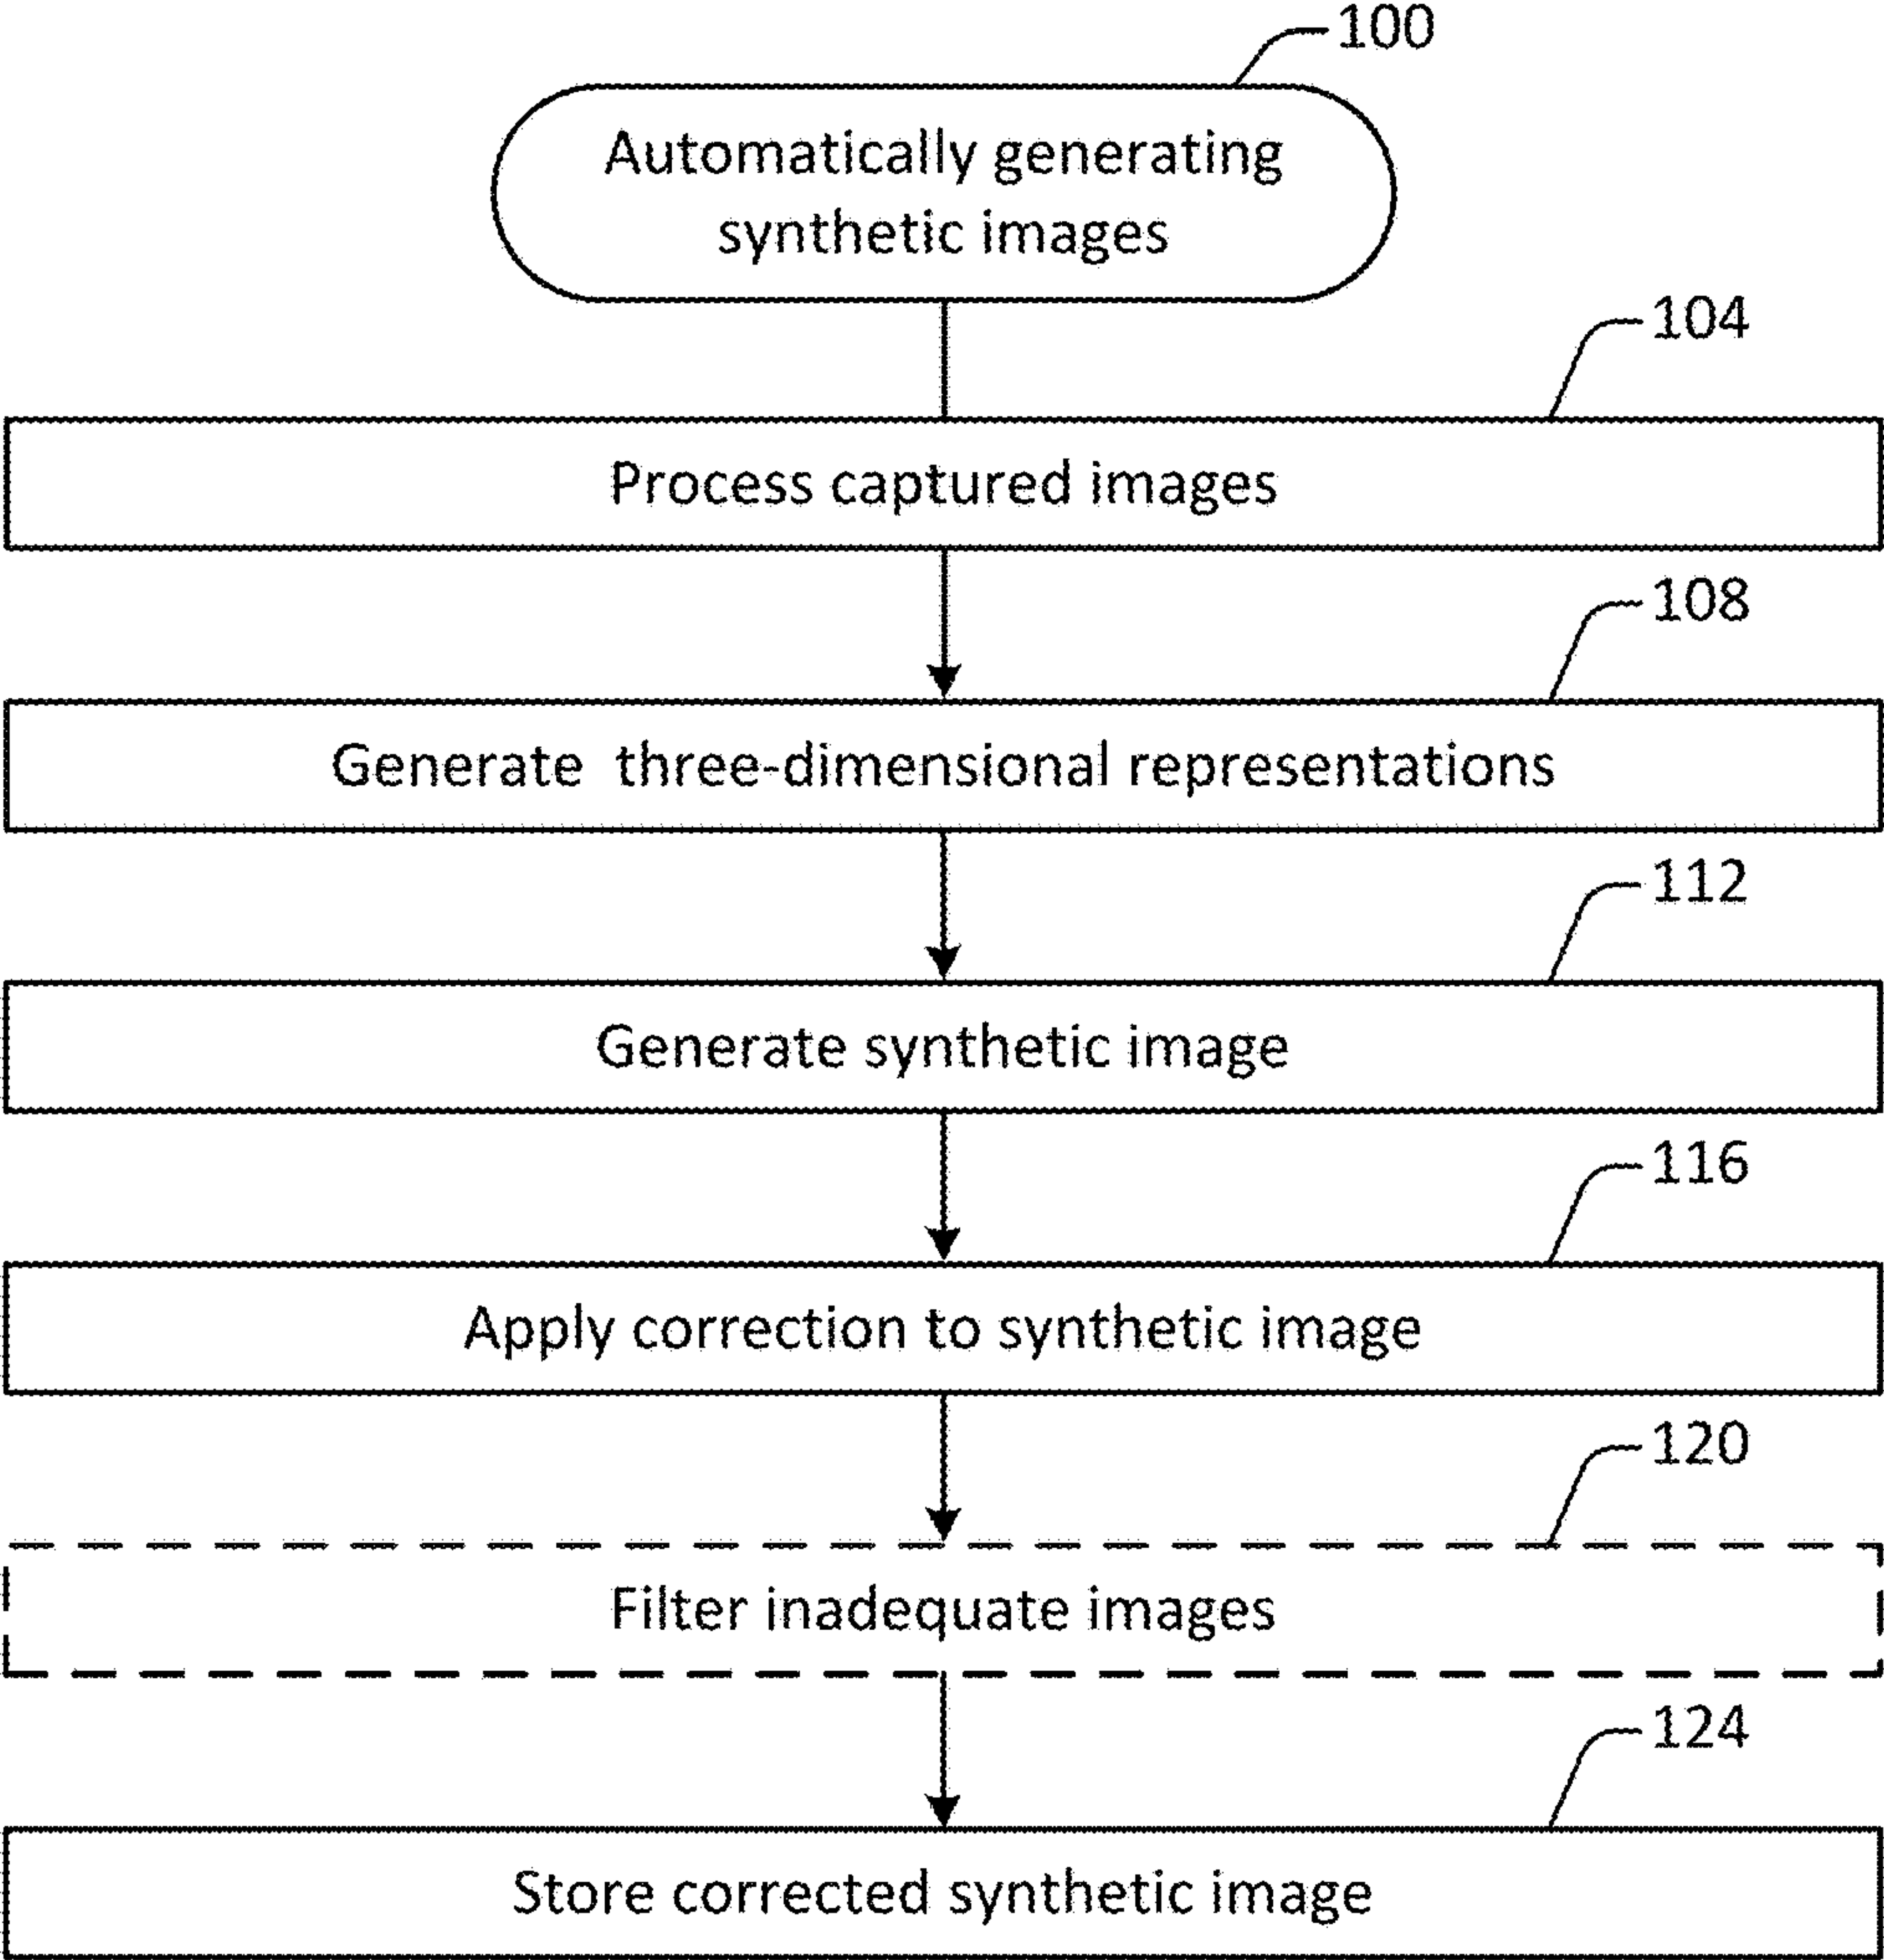 100
Automatically generating
synthetic images
104
Process captured images
108
Generate  three-dimensional representations
112
Generate synthetic image
116
Apply correction to synthetic image
120
Filter inadequate images
124
Store corrected synthetic image